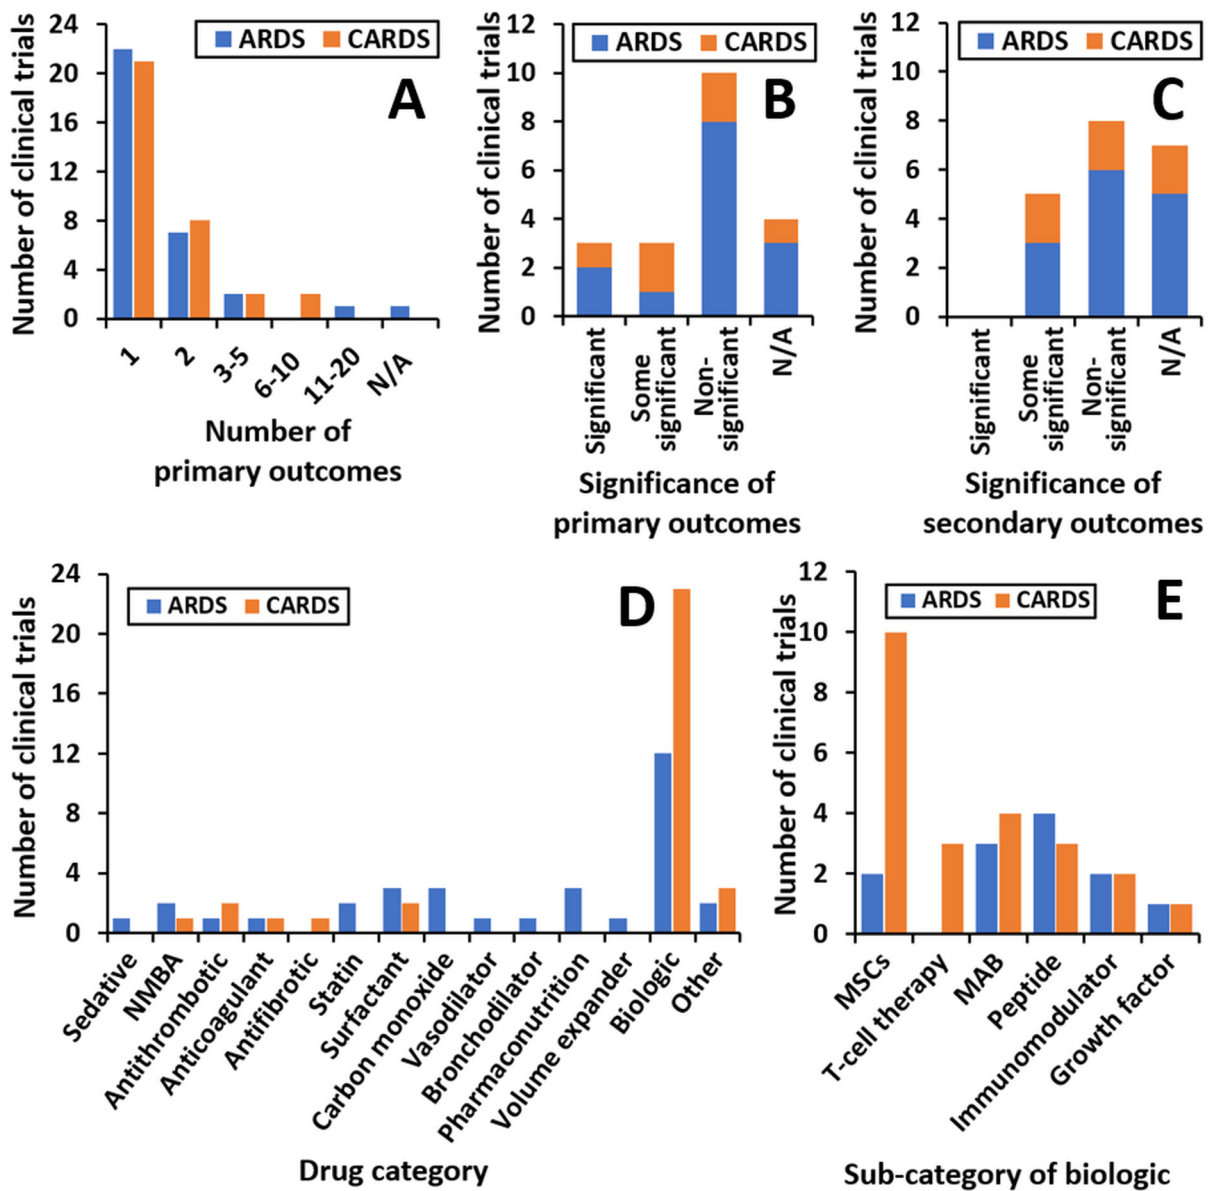 Number of clinical trials
24
20
16
12
8
4
0
ARDS CARDS
A
1
2
3-5
6-10
11-20
N/A
Number of
primary outcomes
Number of clinical trials
12
10
8
6
4
2
0
ARDS CARDS
B
Significant
Some
significant
Non-
significant
N/A
Significance of
primary outcomes
Number of clinical trials
12
10
8
6
4
2
0
ARDS CARDS
C
Significant
Some
significant
Non-
significant
N/A
Significance of
secondary outcomes
Number of clinical trials
24
20
16
12
8
4
0
ARDS CARDS
D
Sedative
NMBA
Antithrombotic
Anticoagulant
Antifibrotic
Statin
Surfactant
Carbon monoxide
Vasodilator
Bronchodilator
Pharmaconutrition
Volume expander
Biologic
Other
Drug category
Number of clinical trials
12
10
8
6
4
2
0
ARDS CARDS
E
MSCs
T-cell therapy
MAB
Peptide
Immunomodulator
Growth factor
Sub-category of biologic